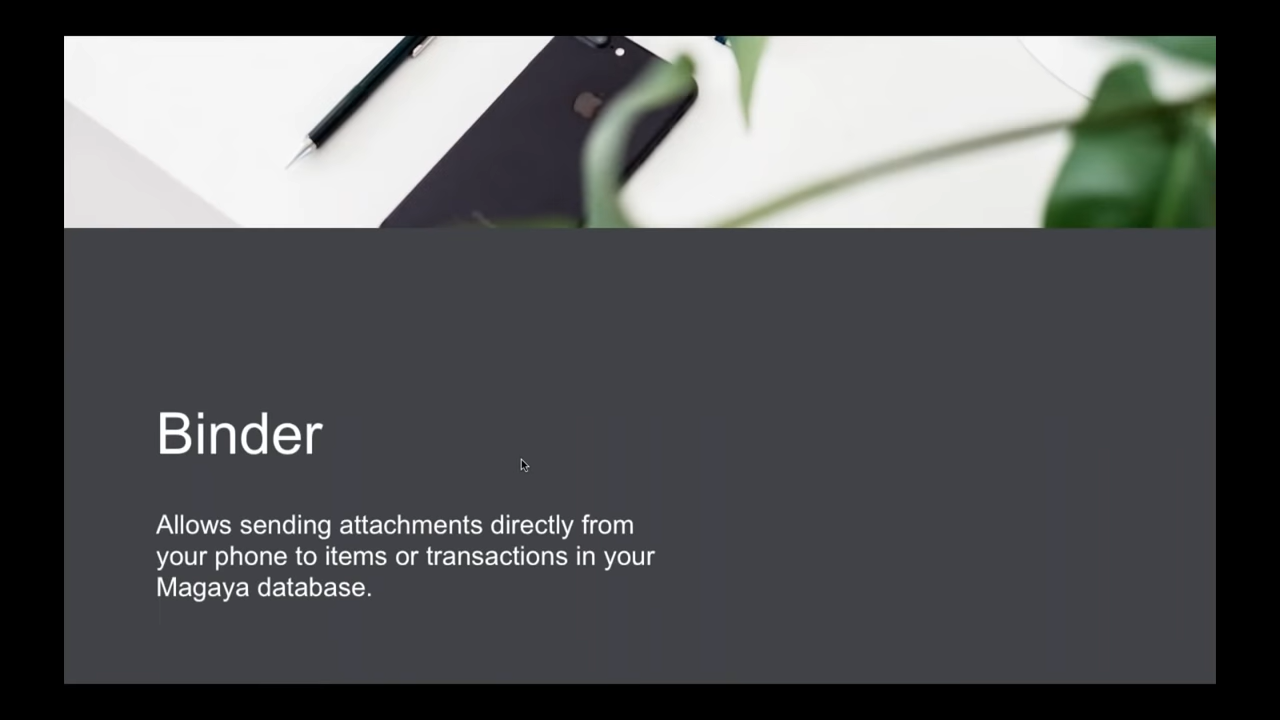 Binder
Allows sending attachments directly from
your phone to items or transactions in your
Magaya database.